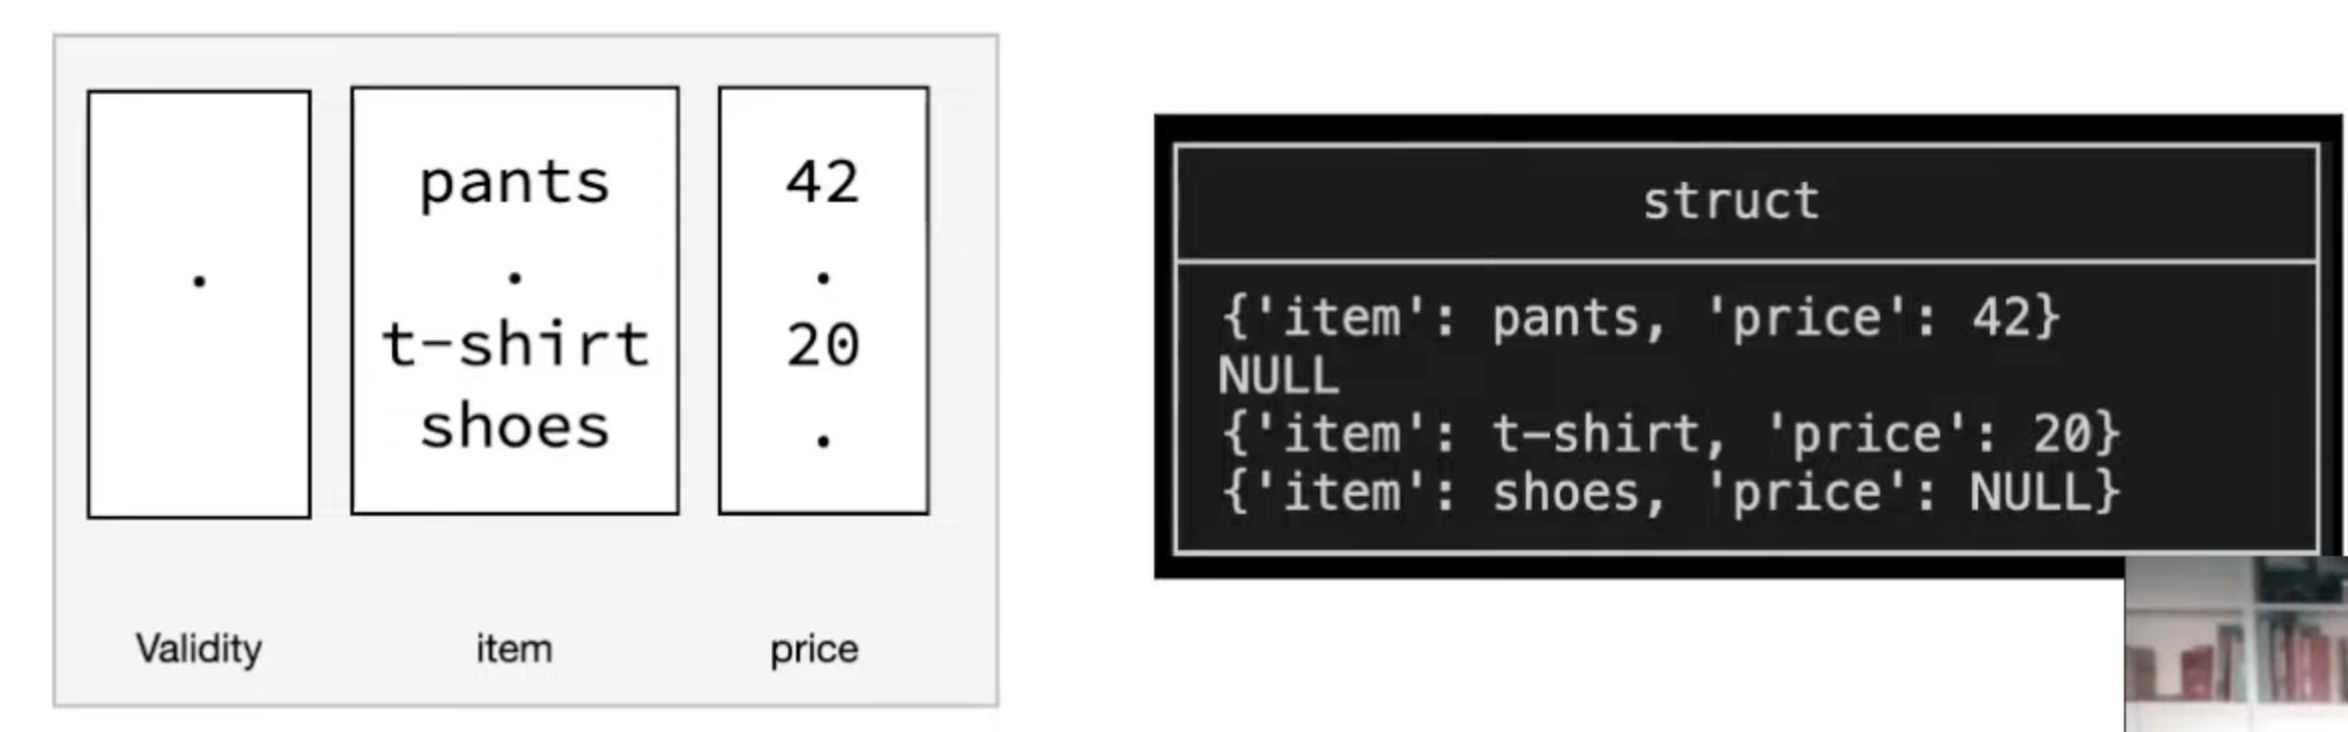 pants
t-shirt
shoes
42
.
20
.
Validity
item
price
struct
{'item': pants, 'price': 42}
NULL
{'item': t-shirt, 'price': 20}
{'item': shoes, 'price': NULL}